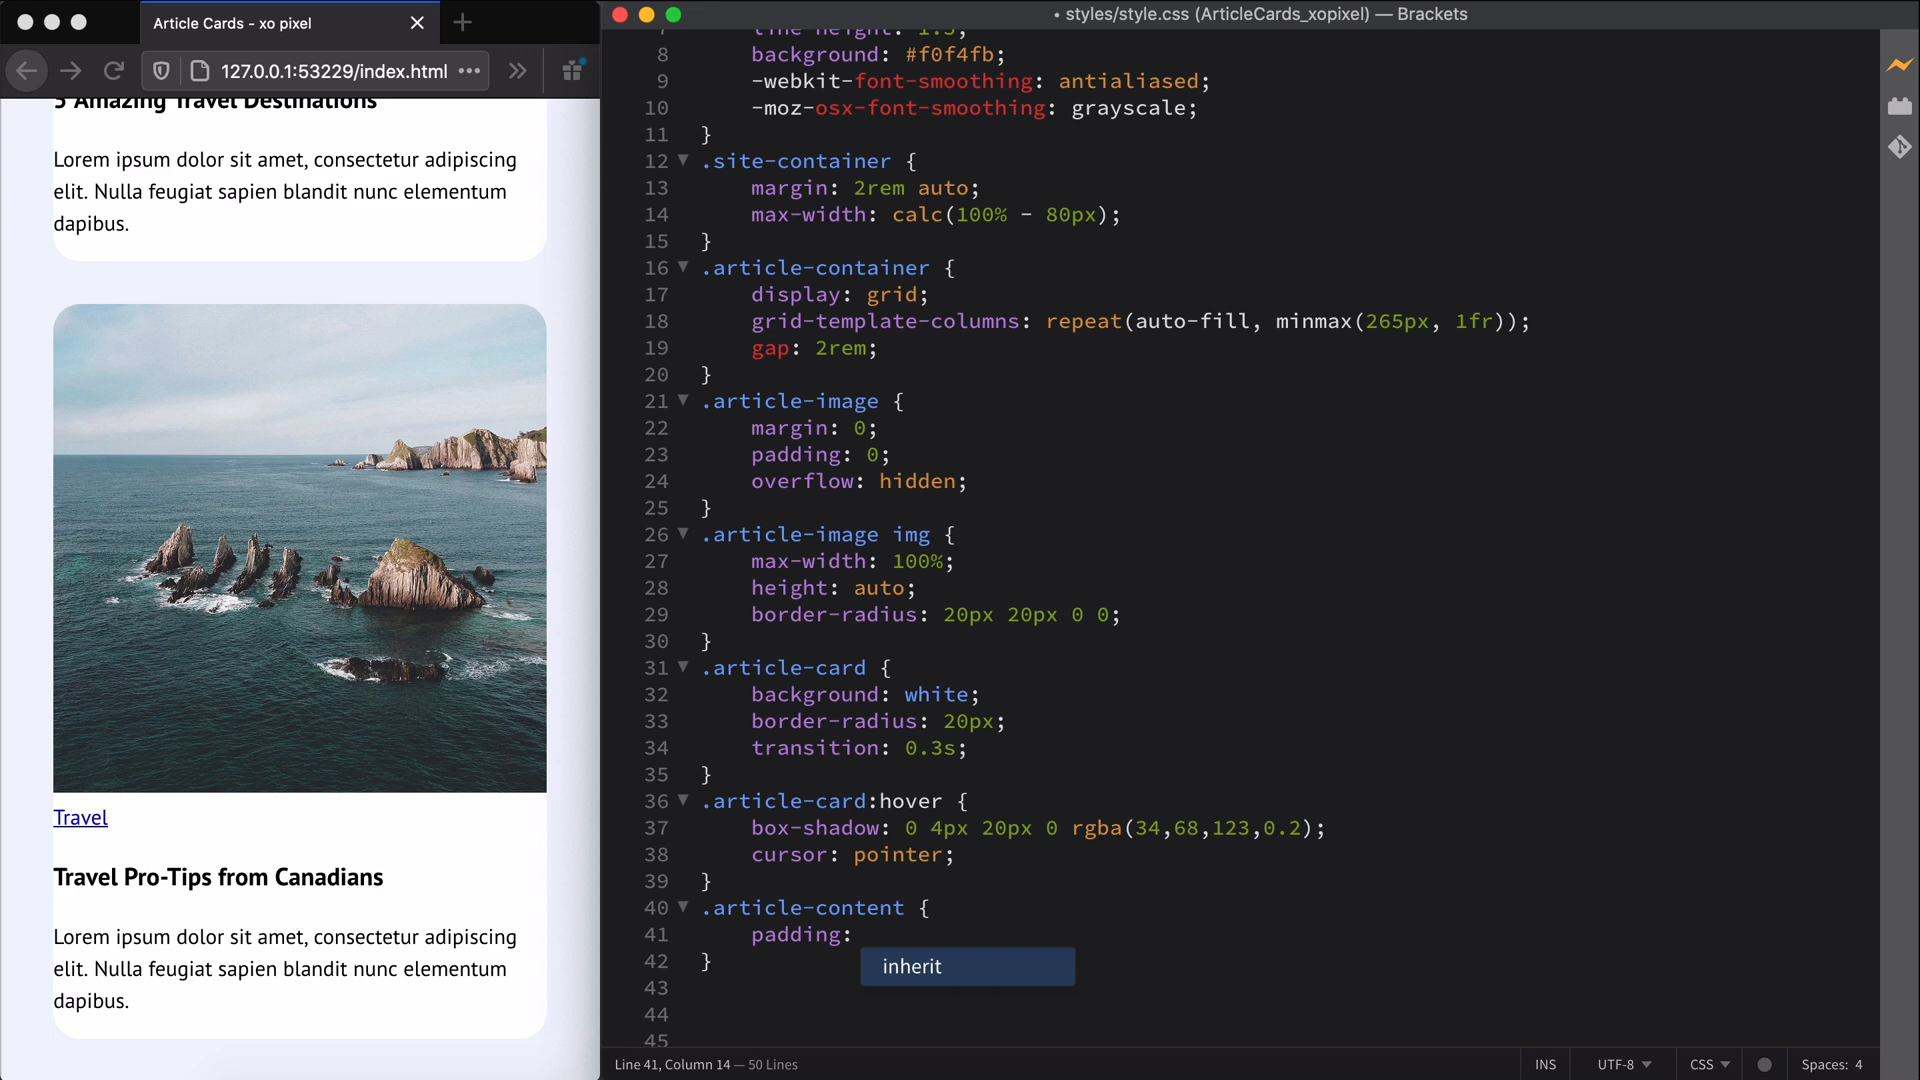 Article Cards - xo pixel
127.0.0.1:53229/index.html
5 Amazing Travel Destinations
Lorem ipsum dolor sit amet, consectetur adipiscing
elit. Nulla feugiat sapien blandit nunc elementum
dapibus.
Travel
Travel Pro-Tips from Canadians
Lorem ipsum dolor sit amet, consectetur adipiscing
elit. Nulla feugiat sapien blandit nunc elementum
dapibus.
• styles/style.css (ArticleCards_xopixel) — Brackets
7 line-height: 1.5;
8 background: #f0f4fb;
9 -webkit-font-smoothing: antialiased;
10 -moz-osx-font-smoothing: grayscale;
11 }
12 .site-container {
13 margin: 2rem auto;
14 max-width: calc(100% - 80px);
15 }
16 .article-container {
17 display: grid;
18 grid-template-columns: repeat(auto-fill, minmax(265px, 1fr));
19 gap: 2rem;
20 }
21 .article-image {
22 margin: 0;
23 padding: 0;
24 overflow: hidden;
25 }
26 .article-image img {
27 max-width: 100%;
28 height: auto;
29 border-radius: 20px 20px 0 0;
30 }
31 .article-card {
32 background: white;
33 border-radius: 20px;
34 transition: 0.3s;
35 }
36 .article-card:hover {
37 box-shadow: 0 4px 20px 0 rgba(34,68,123,0.2);
38 cursor: pointer;
39 }
40 .article-content {
41 padding:
42 }
inherit
43
44
45
Line 41, Column 14 — 50 Lines
INS
UTF-8
CSS
Spaces: 4